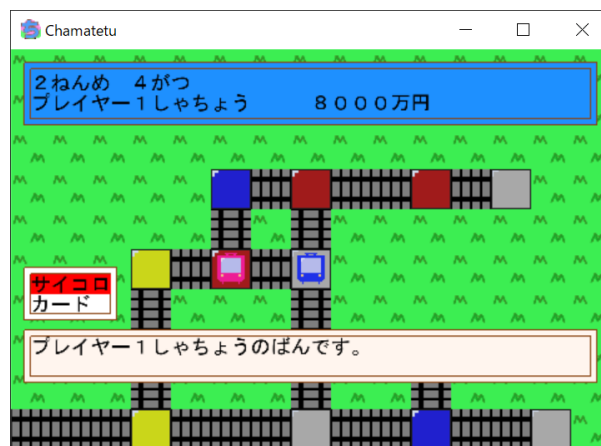 Chamatetu
２ねんめ　４がつ
プレイヤー１しゃちょう　　　８０００万円
サイコロ
カード
プレイヤー１しゃちょうのばんです。